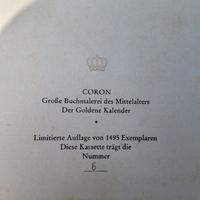 CORON
Große Buchmalerei des Mittelalters
Der Goldene Kalender
*
Limitierte Auflage von 1495 Exemplaren
Diese Kassette trägt die
Nummer
6